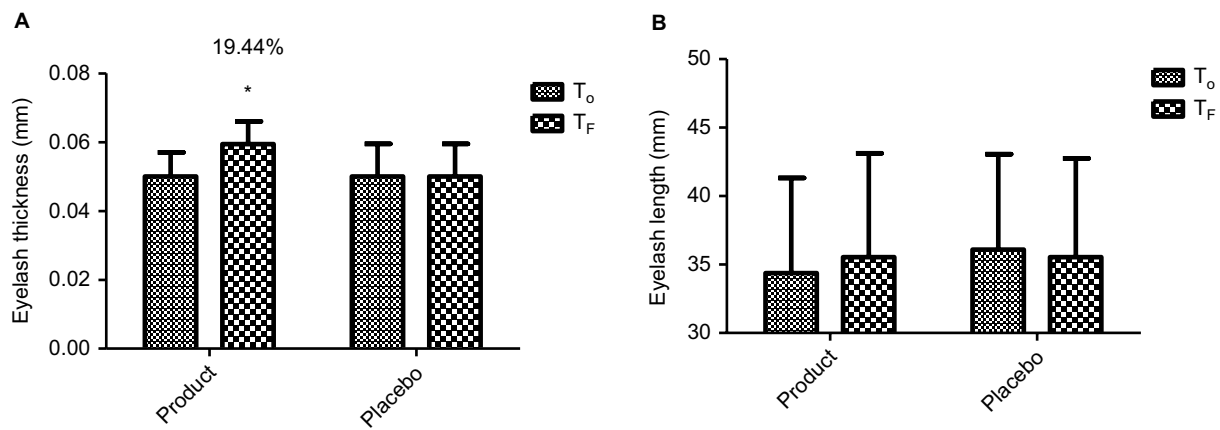 A
19.44%
*
0.08
0.06
0.04
0.02
0.00
Eyelash thickness (mm)
Product
Placebo
To
TF
B
50
45
40
35
30
Eyelash length (mm)
Product
Placebo
To
TF